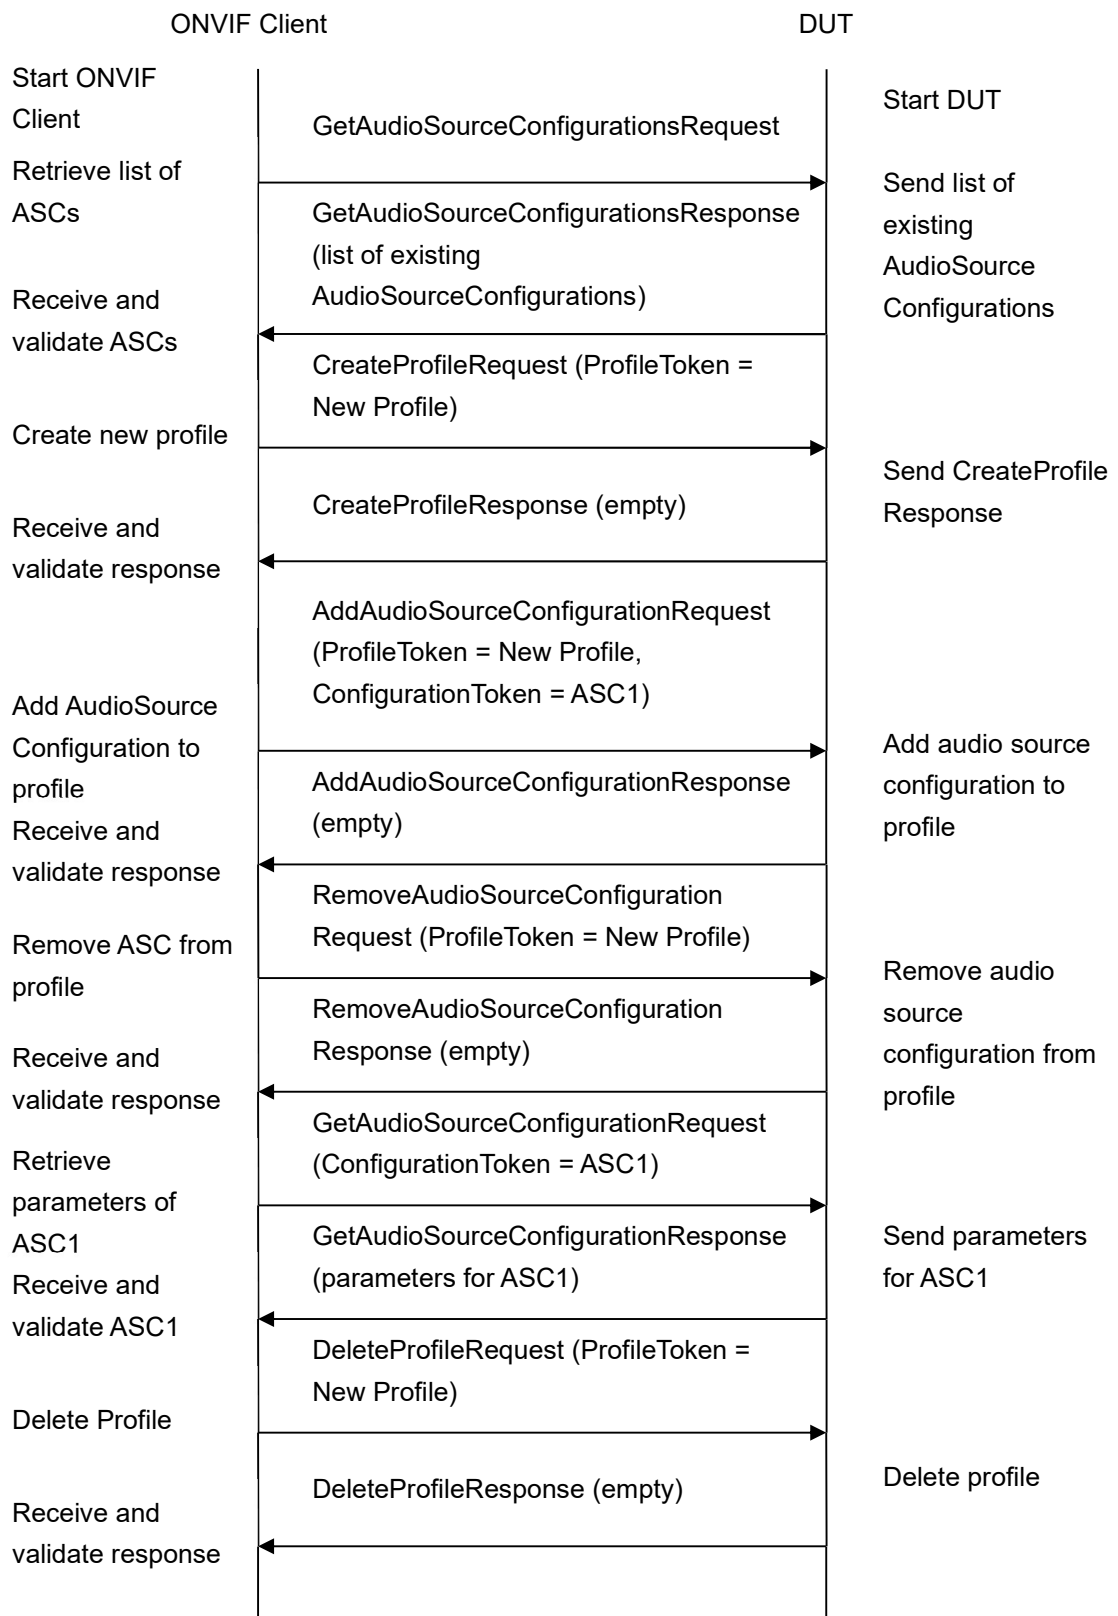 ONVIF Client
DUT
Start ONVIF
Client
Start DUT
GetAudioSourceConfigurationsRequest
Retrieve list of
ASCs
Send list of
existing
AudioSource
Configurations
GetAudioSourceConfigurationsResponse
(list of existing
AudioSourceConfigurations)
Receive and
validate ASCs
CreateProfileRequest (ProfileToken =
New Profile)
Create new profile
Send CreateProfile
Response
CreateProfileResponse (empty)
Receive and
validate response
AddAudioSourceConfigurationRequest
(ProfileToken = New Profile,
ConfigurationToken = ASC1)
Add AudioSource
Configuration to
profile
Add audio source
configuration to
profile
AddAudioSourceConfigurationResponse
(empty)
Receive and
validate response
RemoveAudioSourceConfiguration
Request (ProfileToken = New Profile)
Remove ASC from
profile
Remove audio
source
configuration from
profile
RemoveAudioSourceConfiguration
Response (empty)
Receive and
validate response
GetAudioSourceConfigurationRequest
(ConfigurationToken = ASC1)
Retrieve
parameters of
ASC1
Send parameters
for ASC1
GetAudioSourceConfigurationResponse
(parameters for ASC1)
Receive and
validate ASC1
DeleteProfileRequest (ProfileToken =
New Profile)
Delete Profile
Delete profile
DeleteProfileResponse (empty)
Receive and
validate response